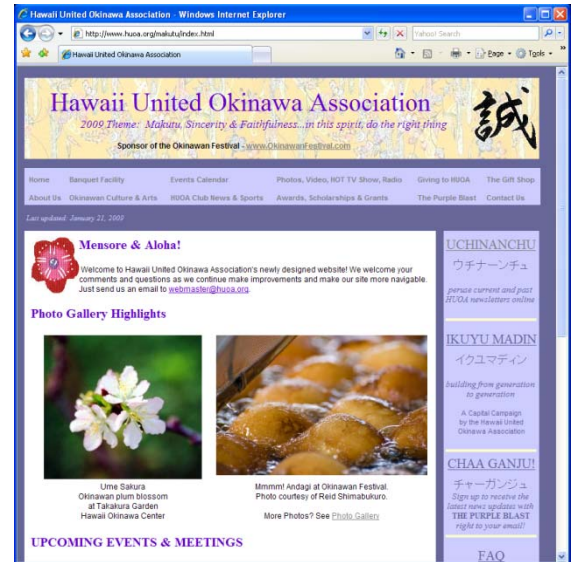 Hawaii United Okinawa Association - Windows Internet Explorer
http://www.huoa.org/makutu/index.html
Yahoo! Search
Hawaii United Okinawa Association
Page
Tools
Hawaii United Okinawa Association
2009 Theme: Makutu, Sincerity & Faithfulness...in this spirit, do the right thing
誠
Sponsor of the Okinawan Festival - www.OkinawanFestival.com
Home Banquet Facility Events Calendar Photos, Video, HOT TV Show, Radio Giving to HUOA The Gift Shop
About Us Okinawan Culture & Arts HUOA Club News & Sports Awards, Scholarships & Grants The Purple Blast Contact Us
Last updated: January 21, 2009
Mensore & Aloha!
Welcome to Hawaii United Okinawa Association's newly designed website! We welcome your
comments and questions as we continue make improvements and make our site more navigable.
Just send us an email to webmaster@huoa.org.
Photo Gallery Highlights
Ume Sakura
Okinawan plum blossom
at Takakura Garden
Hawaii Okinawa Center
Mmmm! Andagi at Okinawan Festival.
Photo courtesy of Reid Shimabukuro.
More Photos? See Photo Gallery
UPCOMING EVENTS & MEETINGS
UCHINANCHU
ウチナーンチュ
peruse current and past
HUOA newsletters online
IKUYU MADIN
イクユマディン
building from generation
to generation
A Capital Campaign
by the Hawaii United
Okinawa Association
CHAA GANJU!
チャーガンジュ
Sign up to receive the
latest news updates with
THE PURPLE BLAST
right to your email!
FAQ